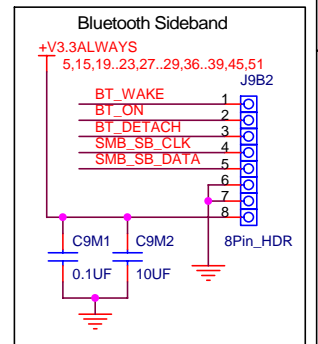 Bluetooth Sideband
+V3.3ALWAYS
5,15,19..23,27..29,36..39,45,51
J9B2
BT_WAKE 1
BT_ON 2
BT_DETACH 3
SMB_SB_CLK 4
SMB_SB_DATA 5
6
7
8
8Pin_HDR
C9M1 C9M2
0.1UF 10UF